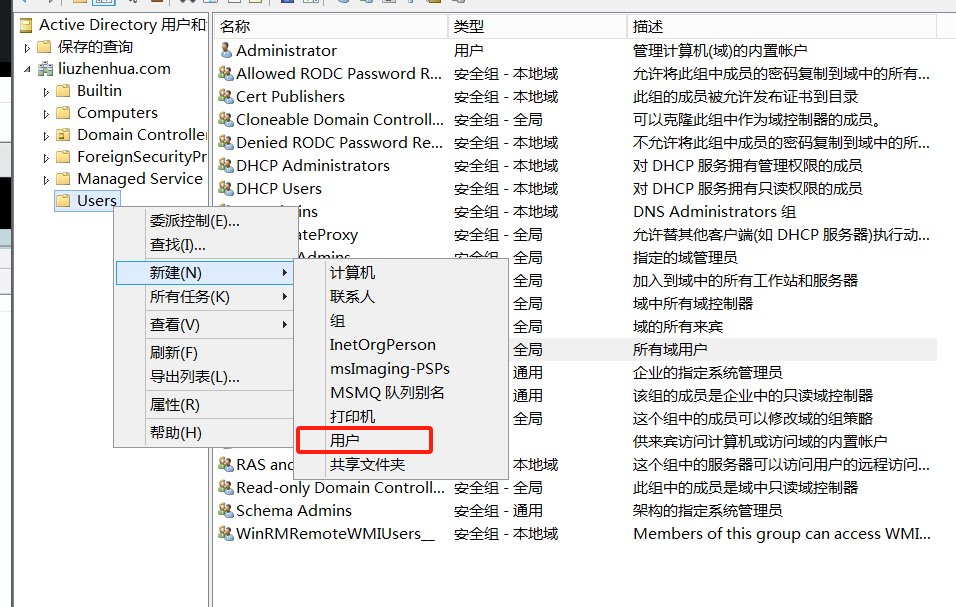 Active Directory 用户和
保存的查询
liuzhenhua.com
Builtin
Computers
Domain Controller
ForeignSecurityPr
Managed Service
Users
名称 类型 描述
Administrator 用户 管理计算机(域)的内置帐户
Allowed RODC Password R... 安全组 - 本地域 允许将此组中成员的密码复制到域中的所有...
Cert Publishers 安全组 - 本地域 此组的成员被允许发布证书到目录
Cloneable Domain Controll... 安全组 - 全局 可以克隆此组中作为域控制器的成员。
Denied RODC Password Re... 安全组 - 本地域 不允许将此组中成员的密码复制到域中的所...
DHCP Administrators 安全组 - 本地域 对 DHCP 服务拥有管理权限的成员
DHCP Users 安全组 - 本地域 对 DHCP 服务拥有只读权限的成员
ins 安全组 - 本地域 DNS Administrators 组
ateProxy 安全组 - 全局 允许替其他客户端(如 DHCP 服务器)执行动...
Admins 安全组 - 全局 指定的域管理员
全局 加入到域中的所有工作站和服务器
全局 域中所有域控制器
全局 域的所有来宾
全局 所有域用户
通用 企业的指定系统管理员
通用 该组的成员是企业中的只读域控制器
全局 这个组中的成员可以修改域的组策略
供来宾访问计算机或访问域的内置帐户
RAS and 本地域 这个组中的服务器可以访问用户的远程访问...
Read-only Domain Controll... 安全组 - 全局 此组中的成员是域中只读域控制器
Schema Admins 安全组 - 通用 架构的指定系统管理员
WinRMRemoteWMIUsers__ 安全组 - 本地域 Members of this group can access WMI...
委派控制(E)...
查找(I)...
新建(N)
所有任务(K)
查看(V)
刷新(F)
导出列表(L)...
属性(R)
帮助(H)
计算机
联系人
组
InetOrgPerson
msImaging-PSPs
MSMQ 队列别名
打印机
用户
共享文件夹